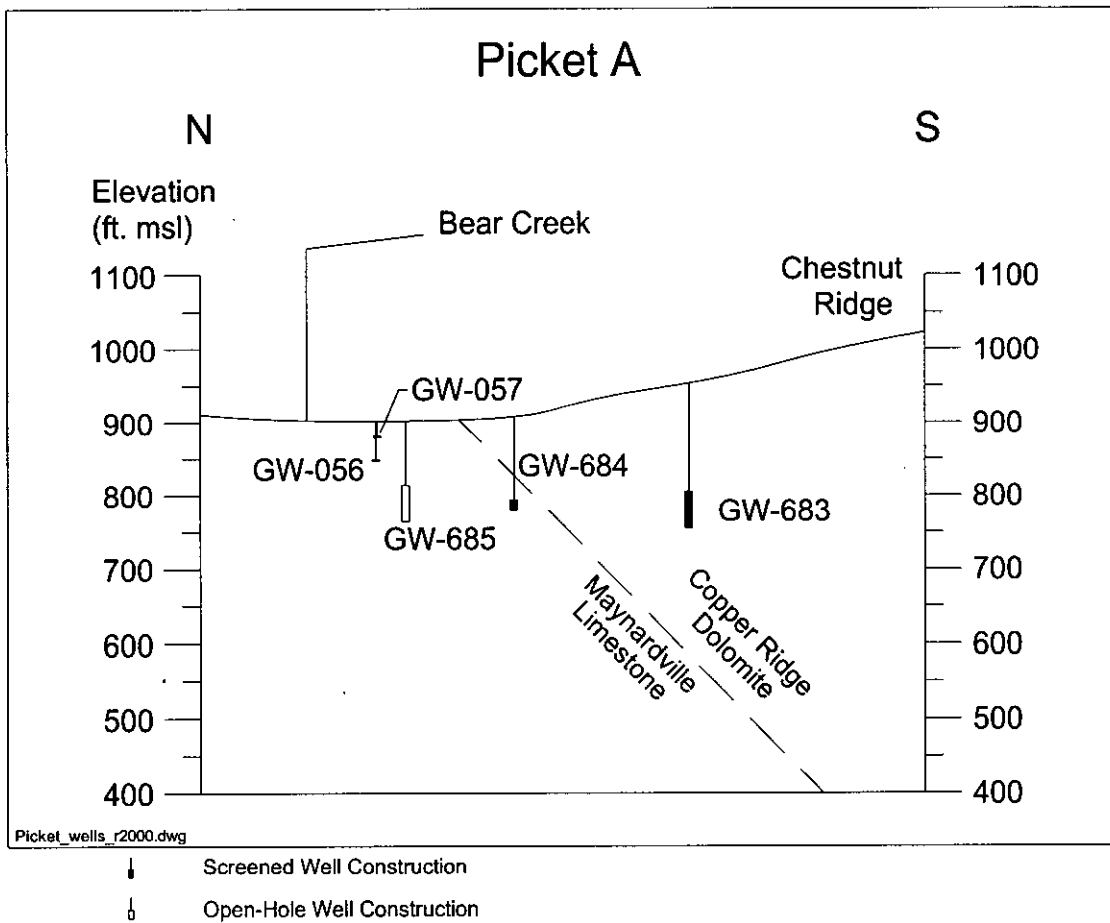 Picket A
N
S
Elevation
(ft. msl)
Bear Creek
Chestnut
Ridge
1100
1000
900
800
700
600
500
400
1100
1000
900
800
700
600
500
400
GW-057
GW-056
GW-684
GW-685
GW-683
Maynardville
Limestone
Copper Ridge
Dolomite
Picket_wells_r2000.dwg
Screened Well Construction
Open-Hole Well Construction